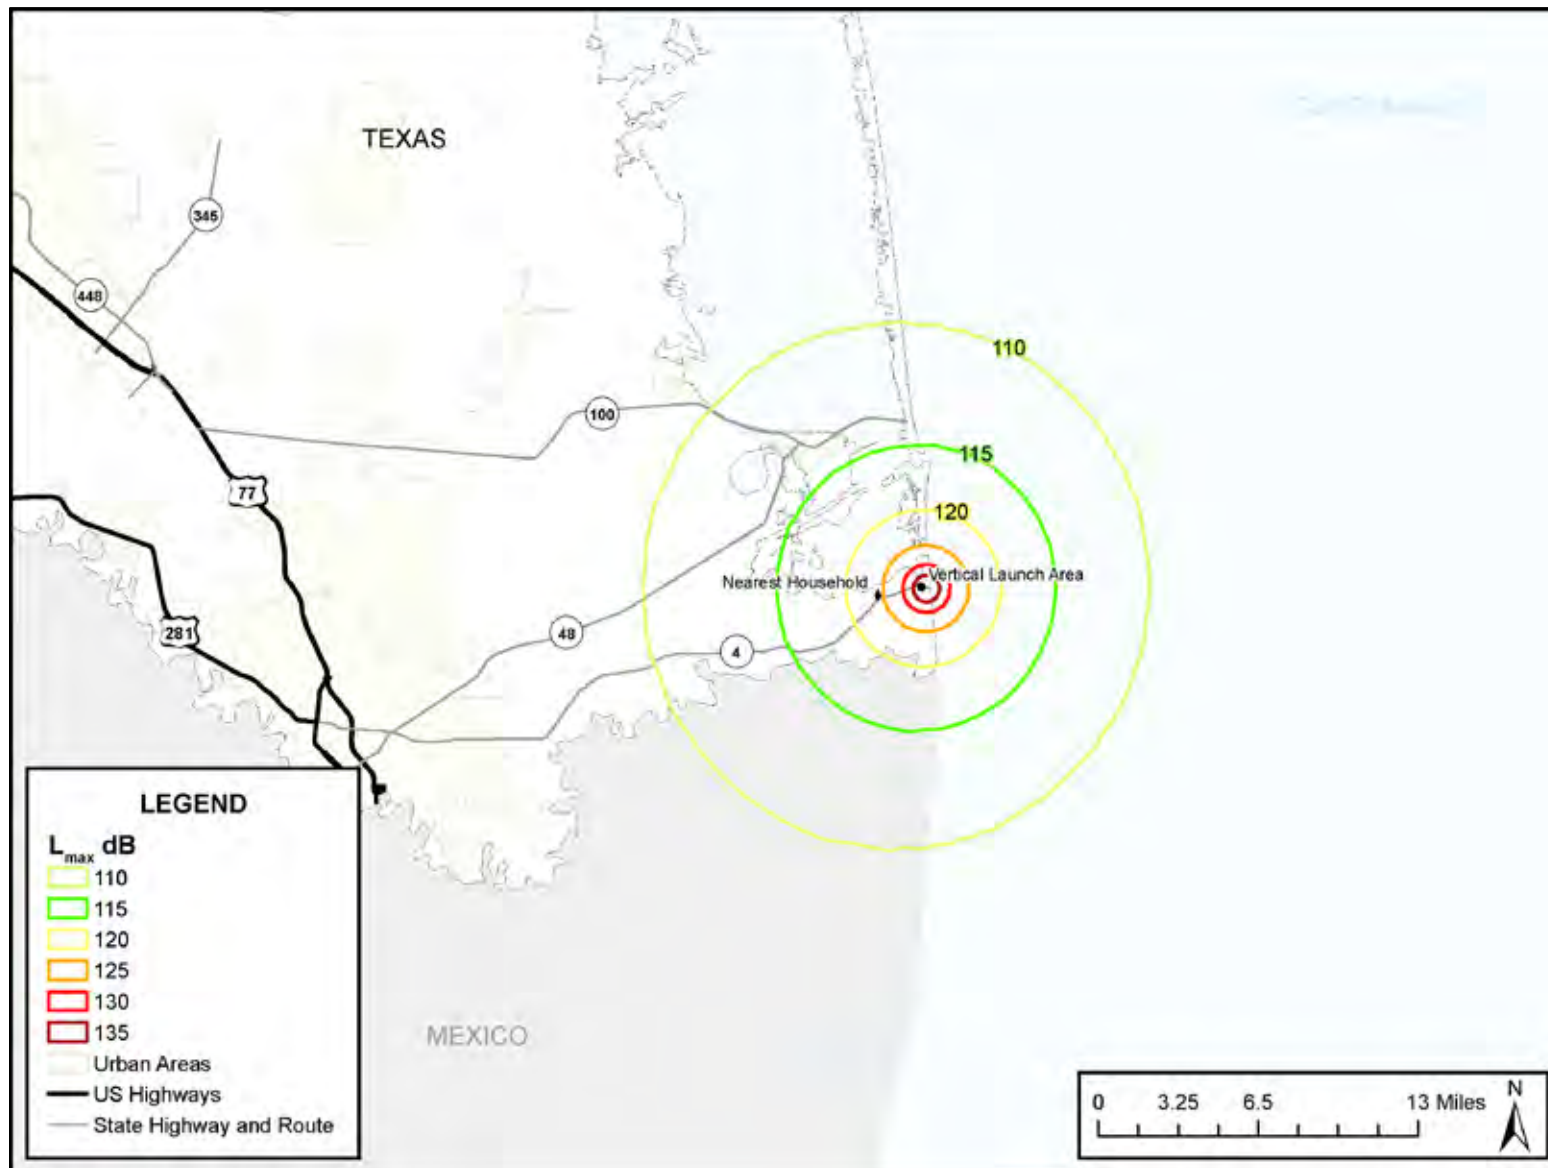 TEXAS
345
448
110
100
115
77
120
Vertical Launch Area
Nearest Household
281
48
4
LEGEND
Lmax dB
110
115
120
125
130
135
Urban Areas
US Highways
State Highway and Route
MEXICO
0 3.25 6.5 13 Miles
N